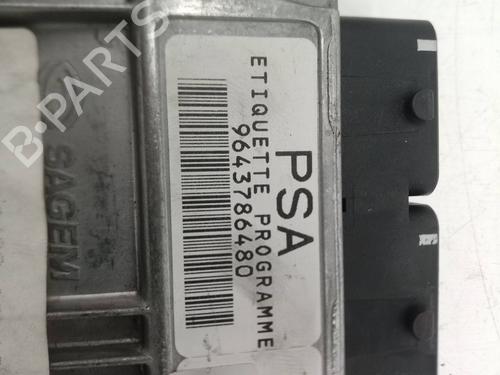 PSA
ETIQUETTE PROGRAMME
9643786480
SAGEM
B-PARTS